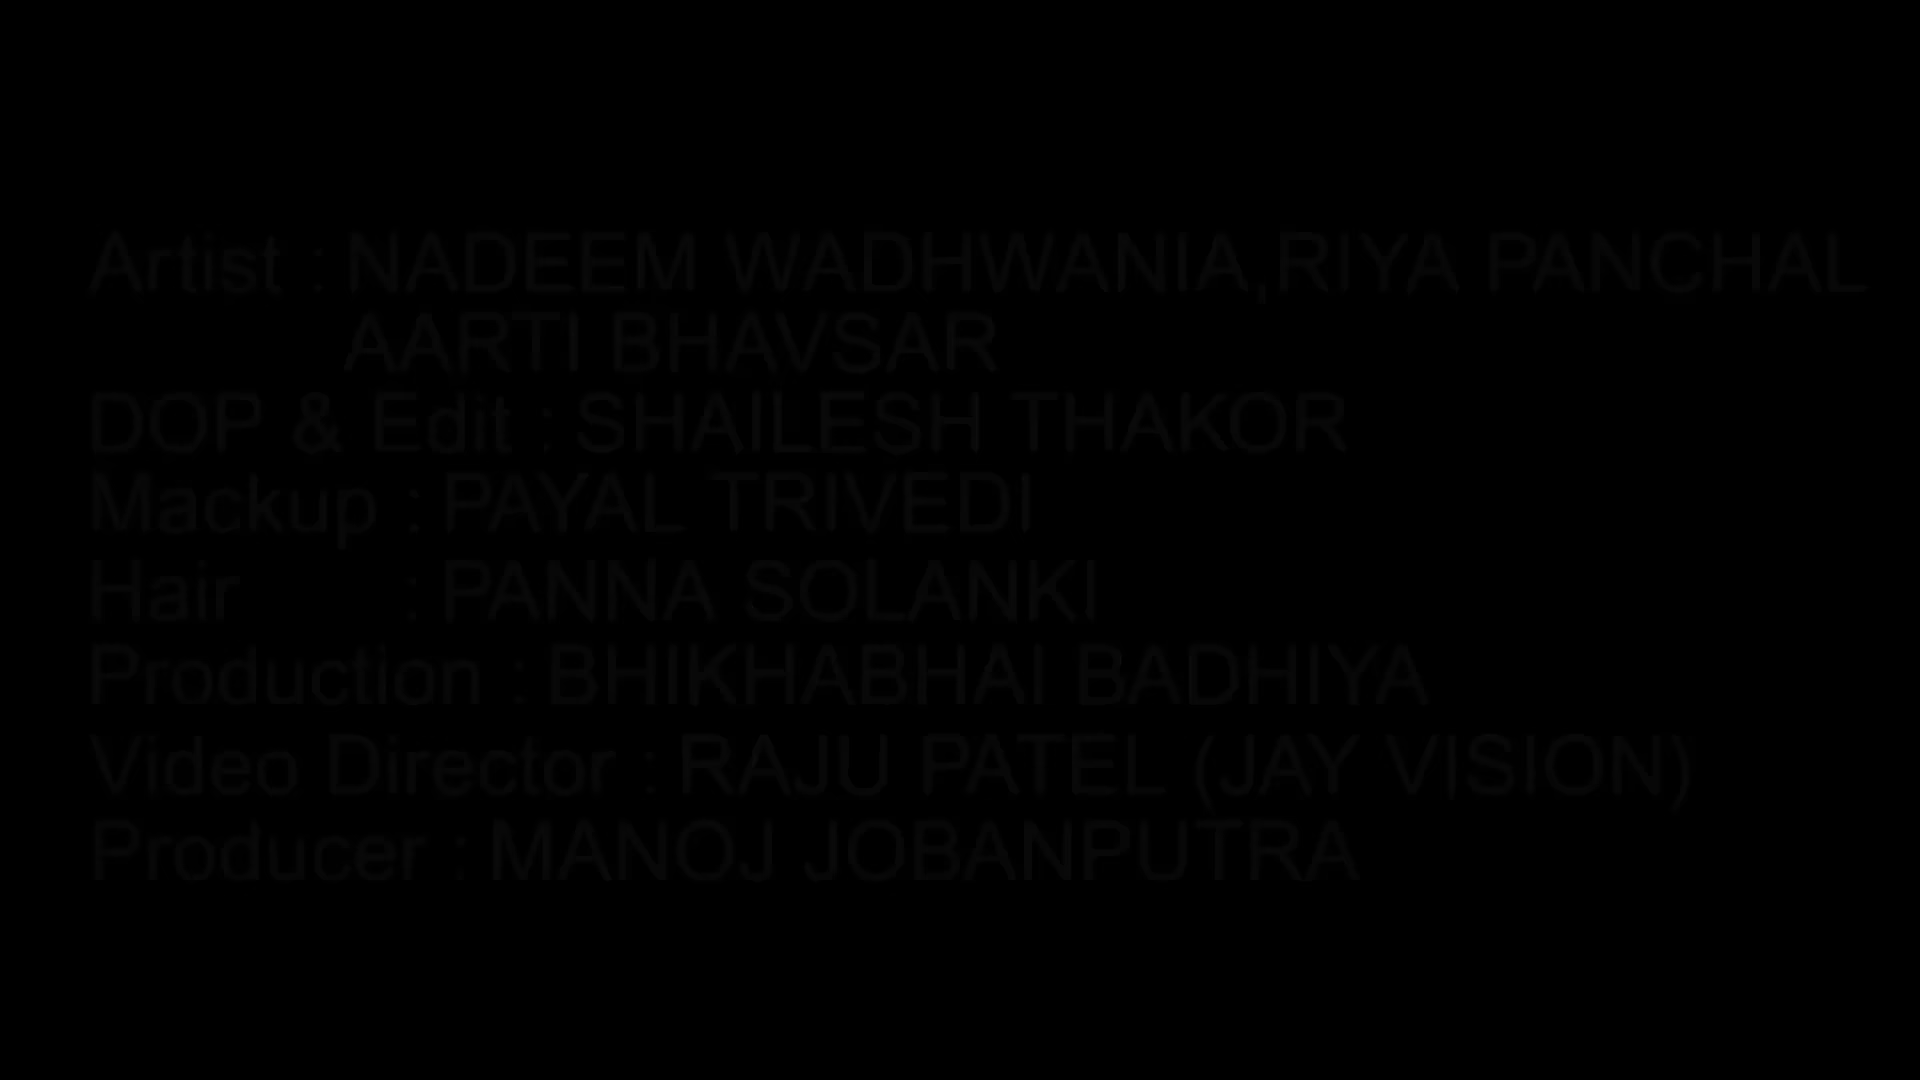 Artist : NADEEM WADHWANIA,RIYA PANCHAL
AARTI BHAVSAR
DOP & Edit : SHAILESH THAKOR
Mackup : PAYAL TRIVEDI
Hair : PANNA SOLANKI
Production : BHIKHABHAI BADHIYA
Video Director : RAJU PATEL (JAY VISION)
Producer : MANOJ JOBANPUTRA